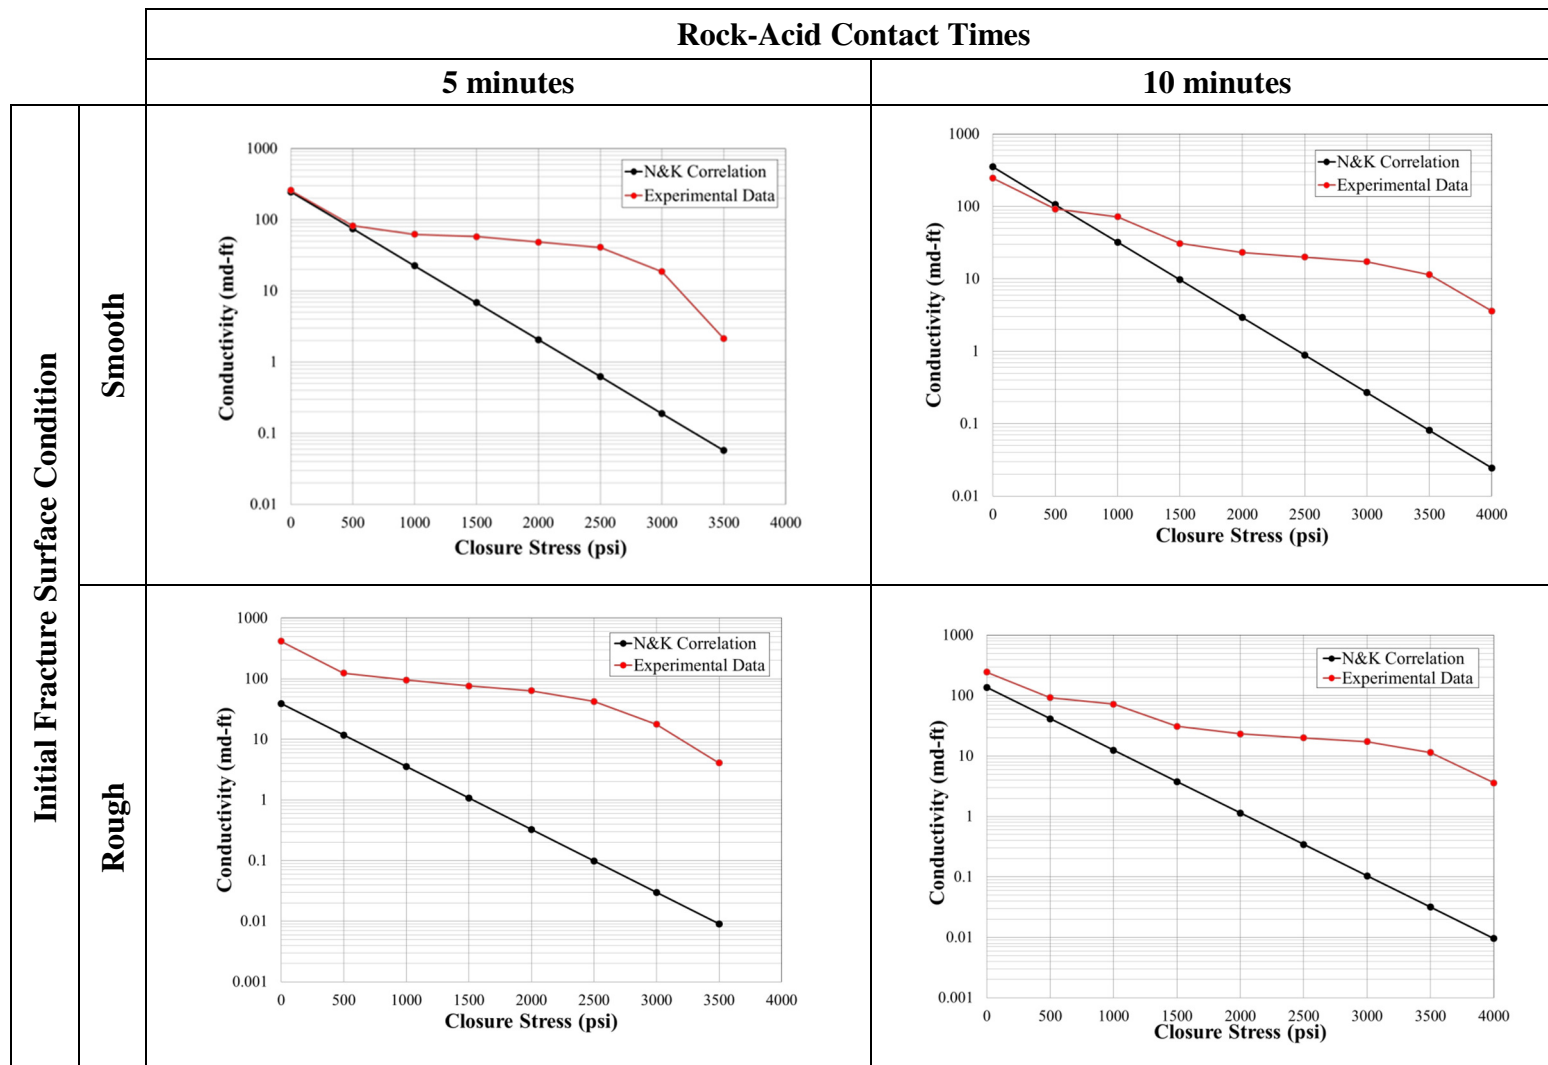 Rock-Acid Contact Times
5 minutes
10 minutes
Initial Fracture Surface Condition
Smooth
1000
100
10
1
0.1
0.01
Conductivity (md-ft)
N&K Correlation
Experimental Data
0 500 1000 1500 2000 2500 3000 3500 4000
Closure Stress (psi)
1000
100
10
1
0.1
0.01
Conductivity (md-ft)
N&K Correlation
Experimental Data
0 500 1000 1500 2000 2500 3000 3500 4000
Closure Stress (psi)
Rough
1000
100
10
1
0.1
0.01
0.001
Conductivity (md-ft)
N&K Correlation
Experimental Data
0 500 1000 1500 2000 2500 3000 3500 4000
Closure Stress (psi)
1000
100
10
1
0.1
0.01
0.001
Conductivity (md-ft)
N&K Correlation
Experimental Data
0 500 1000 1500 2000 2500 3000 3500 4000
Closure Stress (psi)